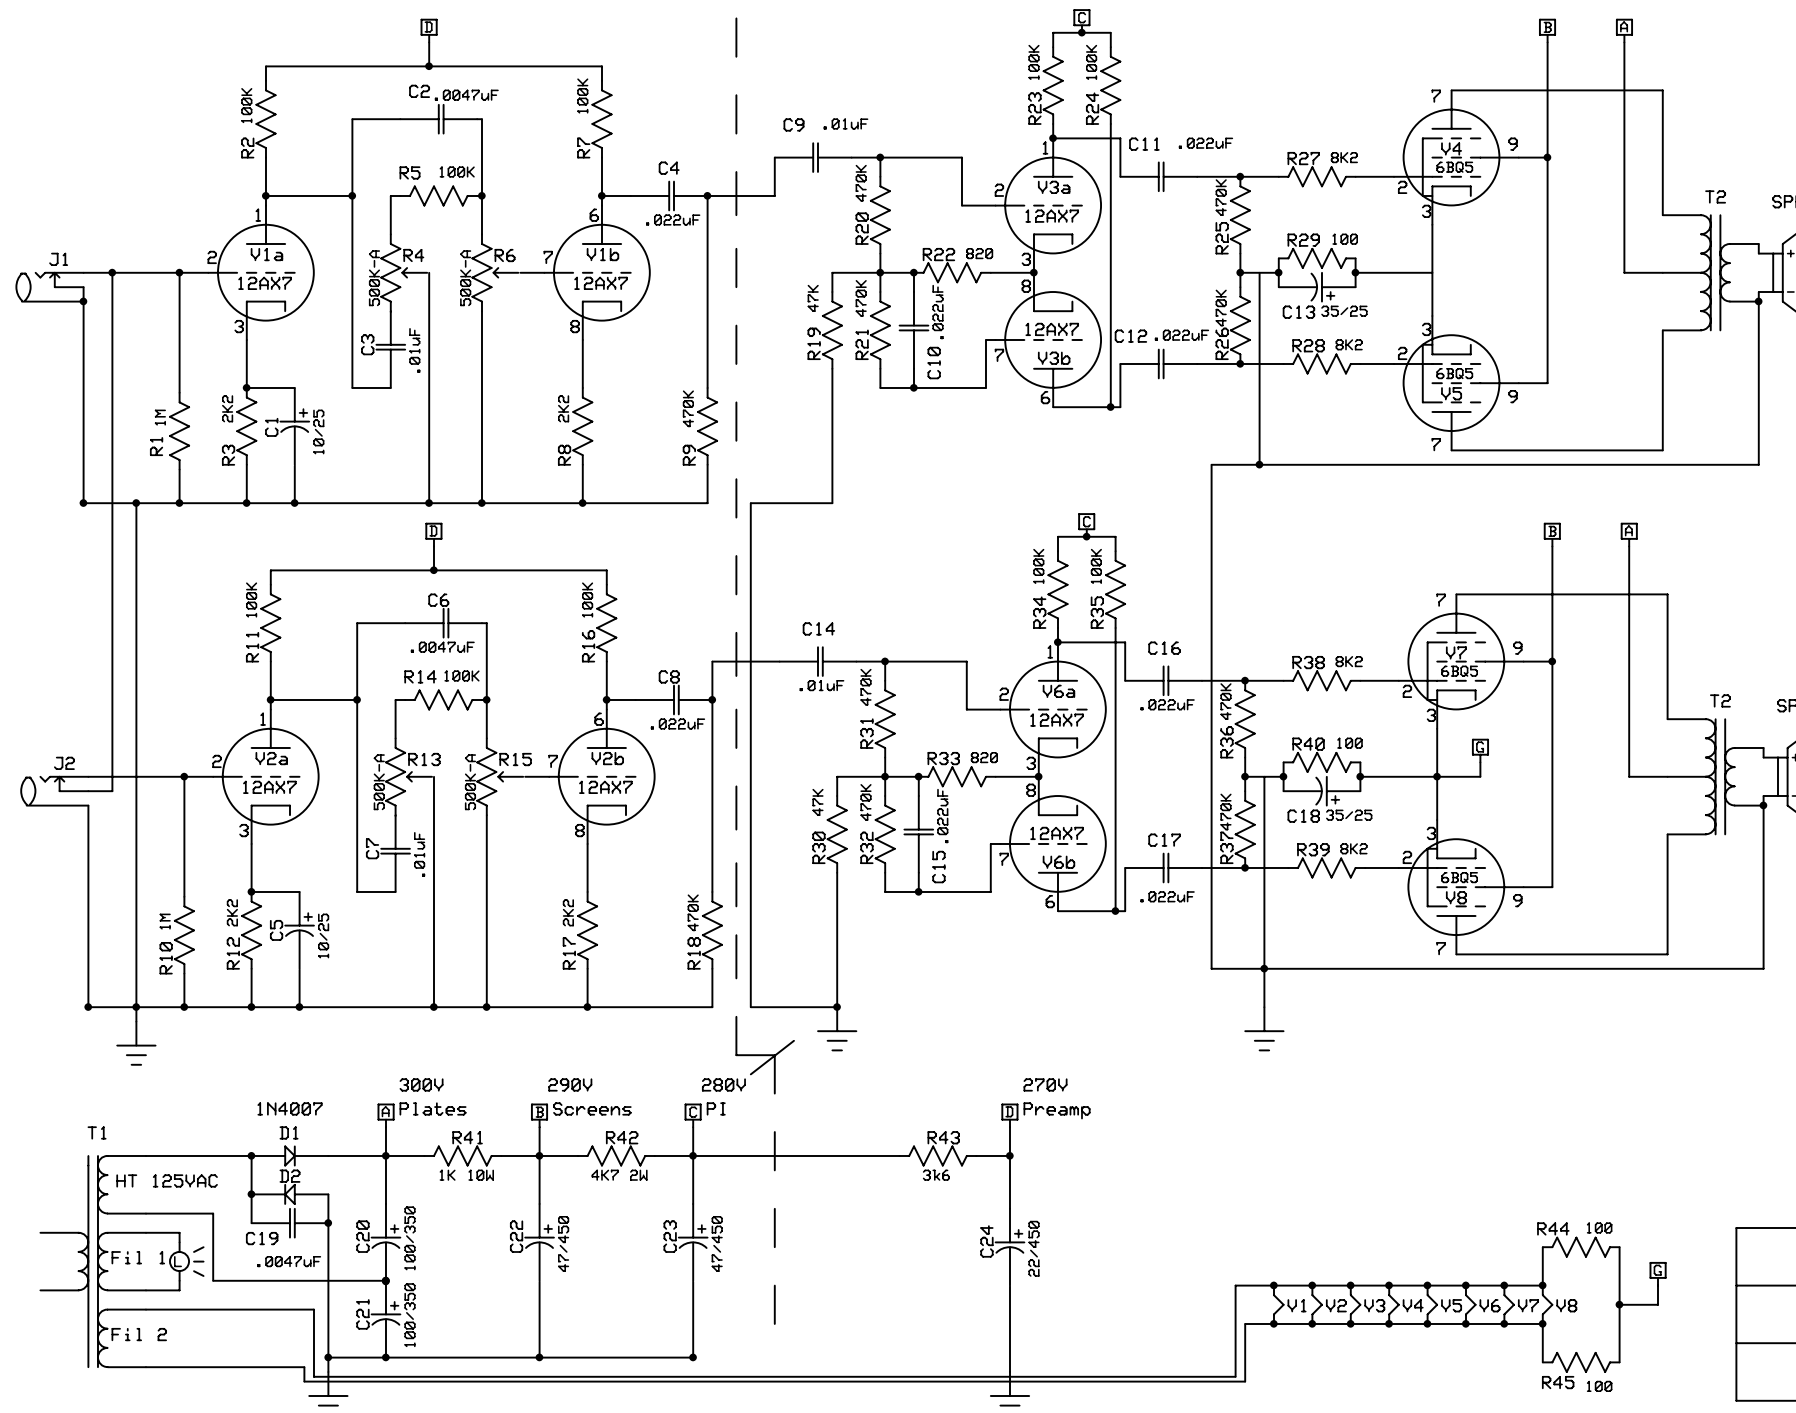 D
C
B
A
R2 100K
C2 .0047uF
R7 100K
C9 .01uF
R23 100K
R24 100K
C11 .022uF
7
V4
6BQ5
9
2
3
R5 100K
C4
.022uF
R20 470K
1
V3a
2
12AX7
3
R27 8K2
R25 470K
T2
1
V1a
2
12AX7
3
J1
500K-A
R4
500K-A
R6
6
V1b
7
12AX7
8
R22 820
R29 100
C13 35/25
R19 47K
R21 470K
C10 .022uF
8
12AX7
7
V3b
6
C12 .022uF
R26 470K
R28 8K2
3
2
6BQ5
V5
9
7
C3 .01uF
R1 1M
R3 2K2
C1 10/25
R8 2K2
R9 470K
D
C
B
A
R11 100K
C6
.0047uF
R16 100K
C14
.01uF
R34 100K
R35 100K
C16
.022uF
7
V7
6BQ5
9
2
3
R14 100K
C8
.022uF
R31 470K
1
V6a
2
12AX7
3
R38 8K2
R36 470K
T2
1
V2a
2
12AX7
3
J2
500K-A
R13
500K-A
R15
6
V2b
7
12AX7
8
R33 820
R40 100
G
C18 35/25
R30 47K
R32 470K
C15 .022uF
8
12AX7
7
V6b
6
C17
.022uF
R37 470K
R39 8K2
3
2
6BQ5
V8
9
7
C7 .01uF
R10 1M
R12 2K2
C5 10/25
R17 2K2
R18 470K
300V
A Plates
290V
B Screens
280V
C PI
270V
D Preamp
1N4007
D1
D2
T1
HT 125VAC
R41
1K 10W
R42
4K7 2W
R43
3k6
C19
.0047uF
C20 100/350
C21 100/350
C22 47/450
C23 47/450
C24 22/450
Fil 1
L
Fil 2
R44 100
G
V1 V2 V3 V4 V5 V6 V7 V8
R45 100